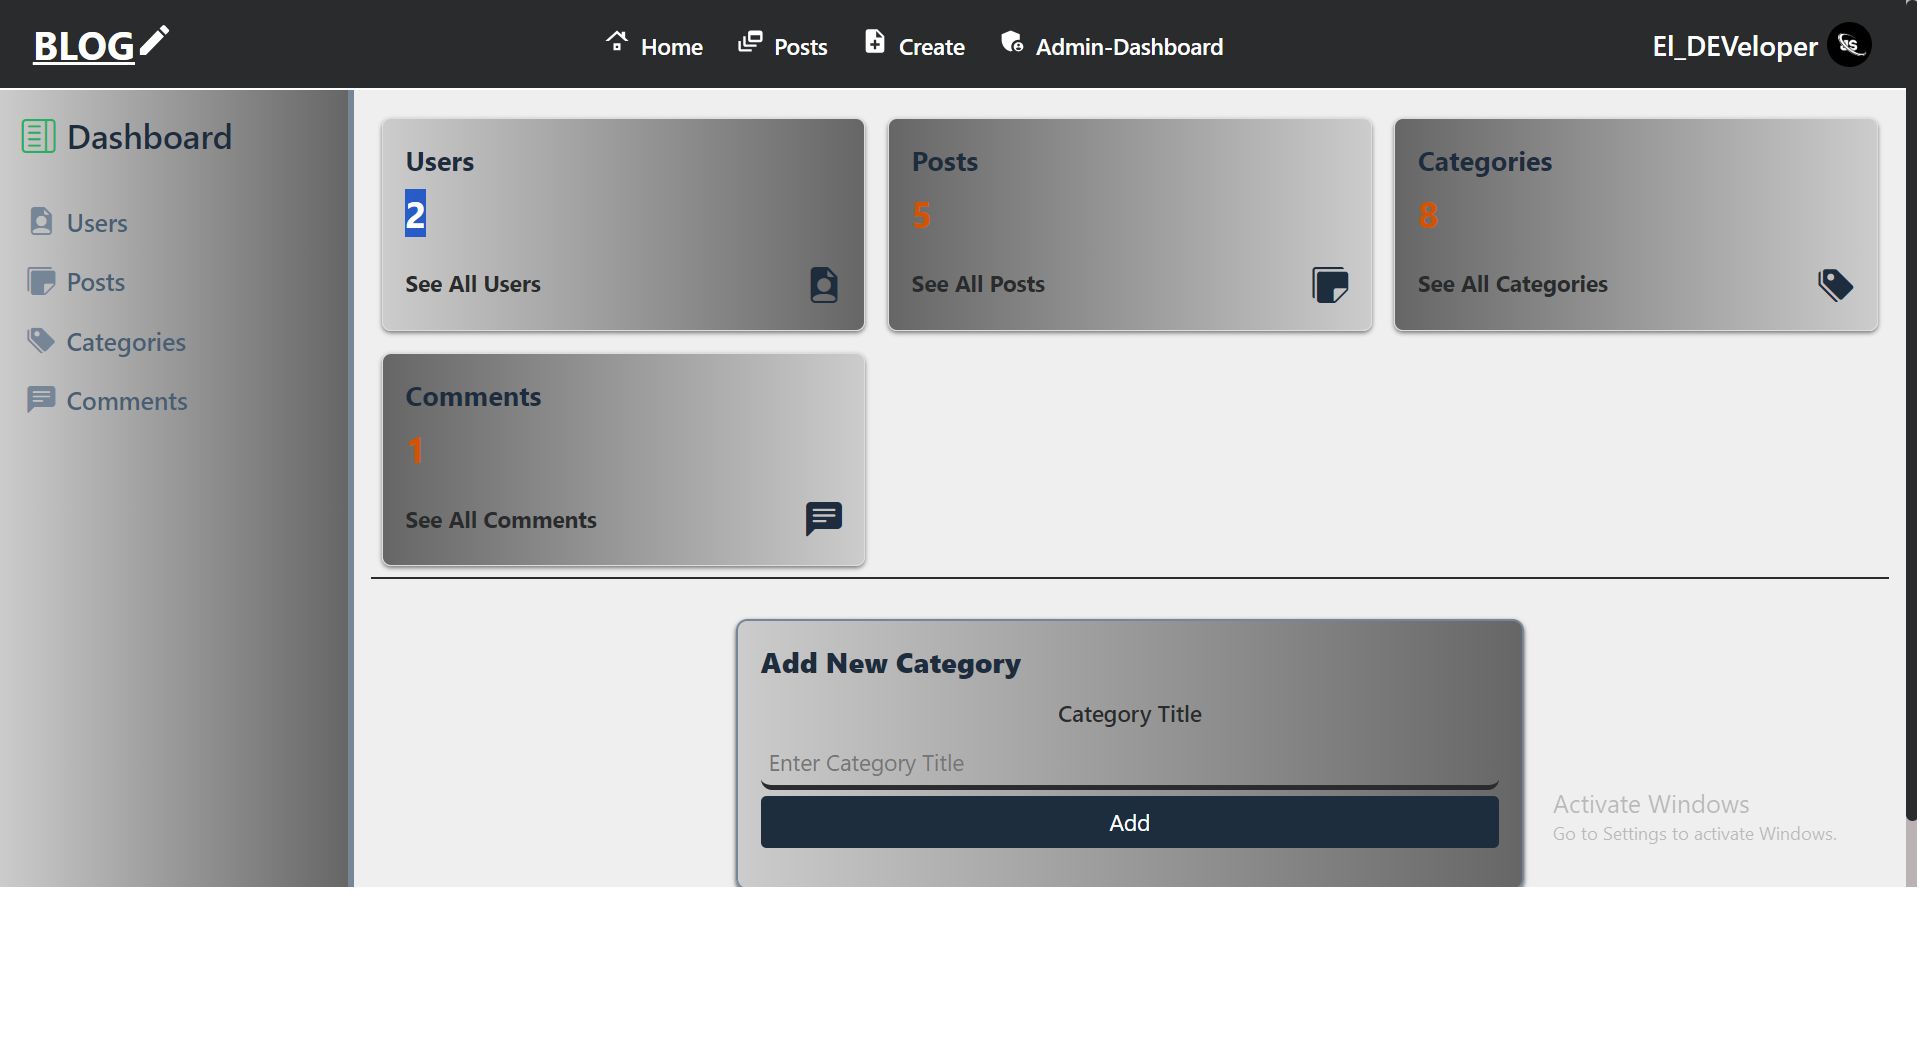 BLOG
Home
Posts
Create
Admin-Dashboard
El_DEVeloper
Dashboard
Users
Posts
Categories
Comments
Users
2
See All Users
Posts
5
See All Posts
Categories
8
See All Categories
Comments
1
See All Comments
Add New Category
Category Title
Enter Category Title
Add
Activate Windows
Go to Settings to activate Windows.